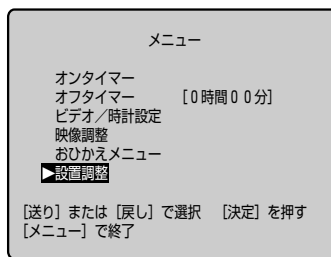 メニュー
オンタイマー
オフタイマー [0時間00分]
ビデオ/時計設定
映像調整
おひかえメニュー
▶設置調整
[送り] または [戻し] で選択 [決定] を押す
[メニュー] で終了